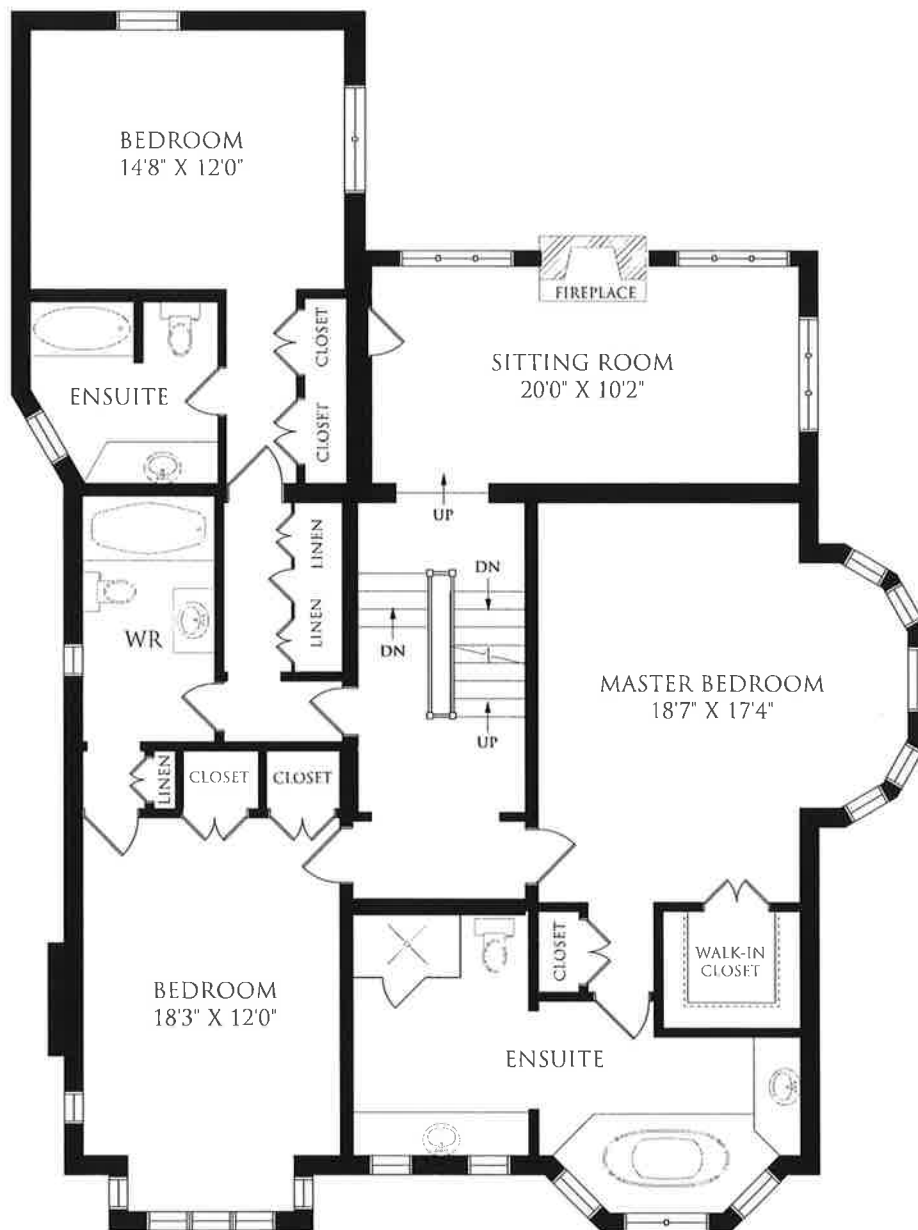 BEDROOM
14'8" X 12'0"
FIREPLACE
SITTING ROOM
20'0" X 10'2"
CLOSET
CLOSET
ENSUITE
UP
LINEN
LINEN
DN
DN
UP
WR
MASTER BEDROOM
18'7" X 17'4"
LINEN
CLOSET
CLOSET
CLOSET
WALK-IN
CLOSET
BEDROOM
18'3" X 12'0"
ENSUITE